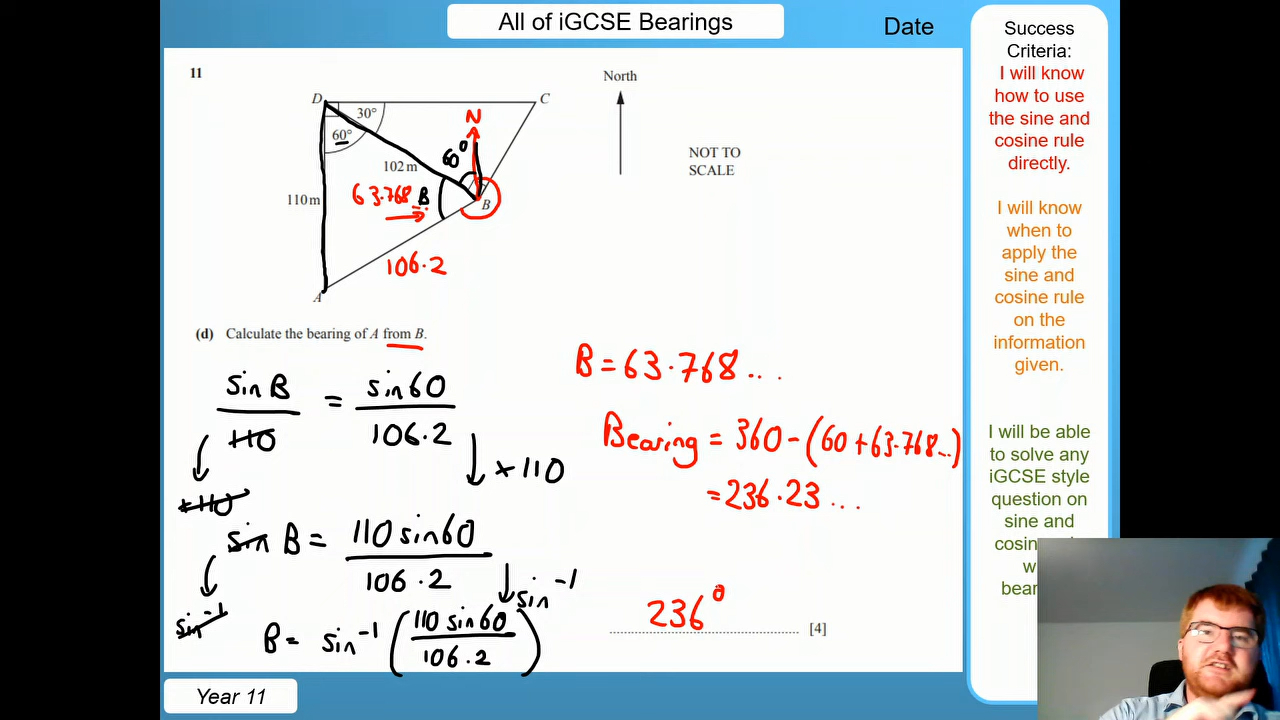 All of iGCSE Bearings
Date
11
D
C
30°
60°
N
60°
102 m
110 m
63.768
B
B
106.2
A
North
NOT TO
SCALE
(d) Calculate the bearing of A from B.
sin B / 110 = sin60 / 106.2
×110
×110
sin B = 110 sin60 / 106.2
sin⁻¹
sin⁻¹
B = sin⁻¹ ( 110 sin 60 / 106.2 )
B = 63.768...
Bearing = 360 - (60 + 63.768...)
= 236.23...
236°
[4]
Year 11
Success
Criteria:
I will know
how to use
the sine and
cosine rule
directly.
I will know
when to
apply the
sine and
cosine rule
on the
information
given.
I will be able
to solve any
iGCSE style
question on
sine and